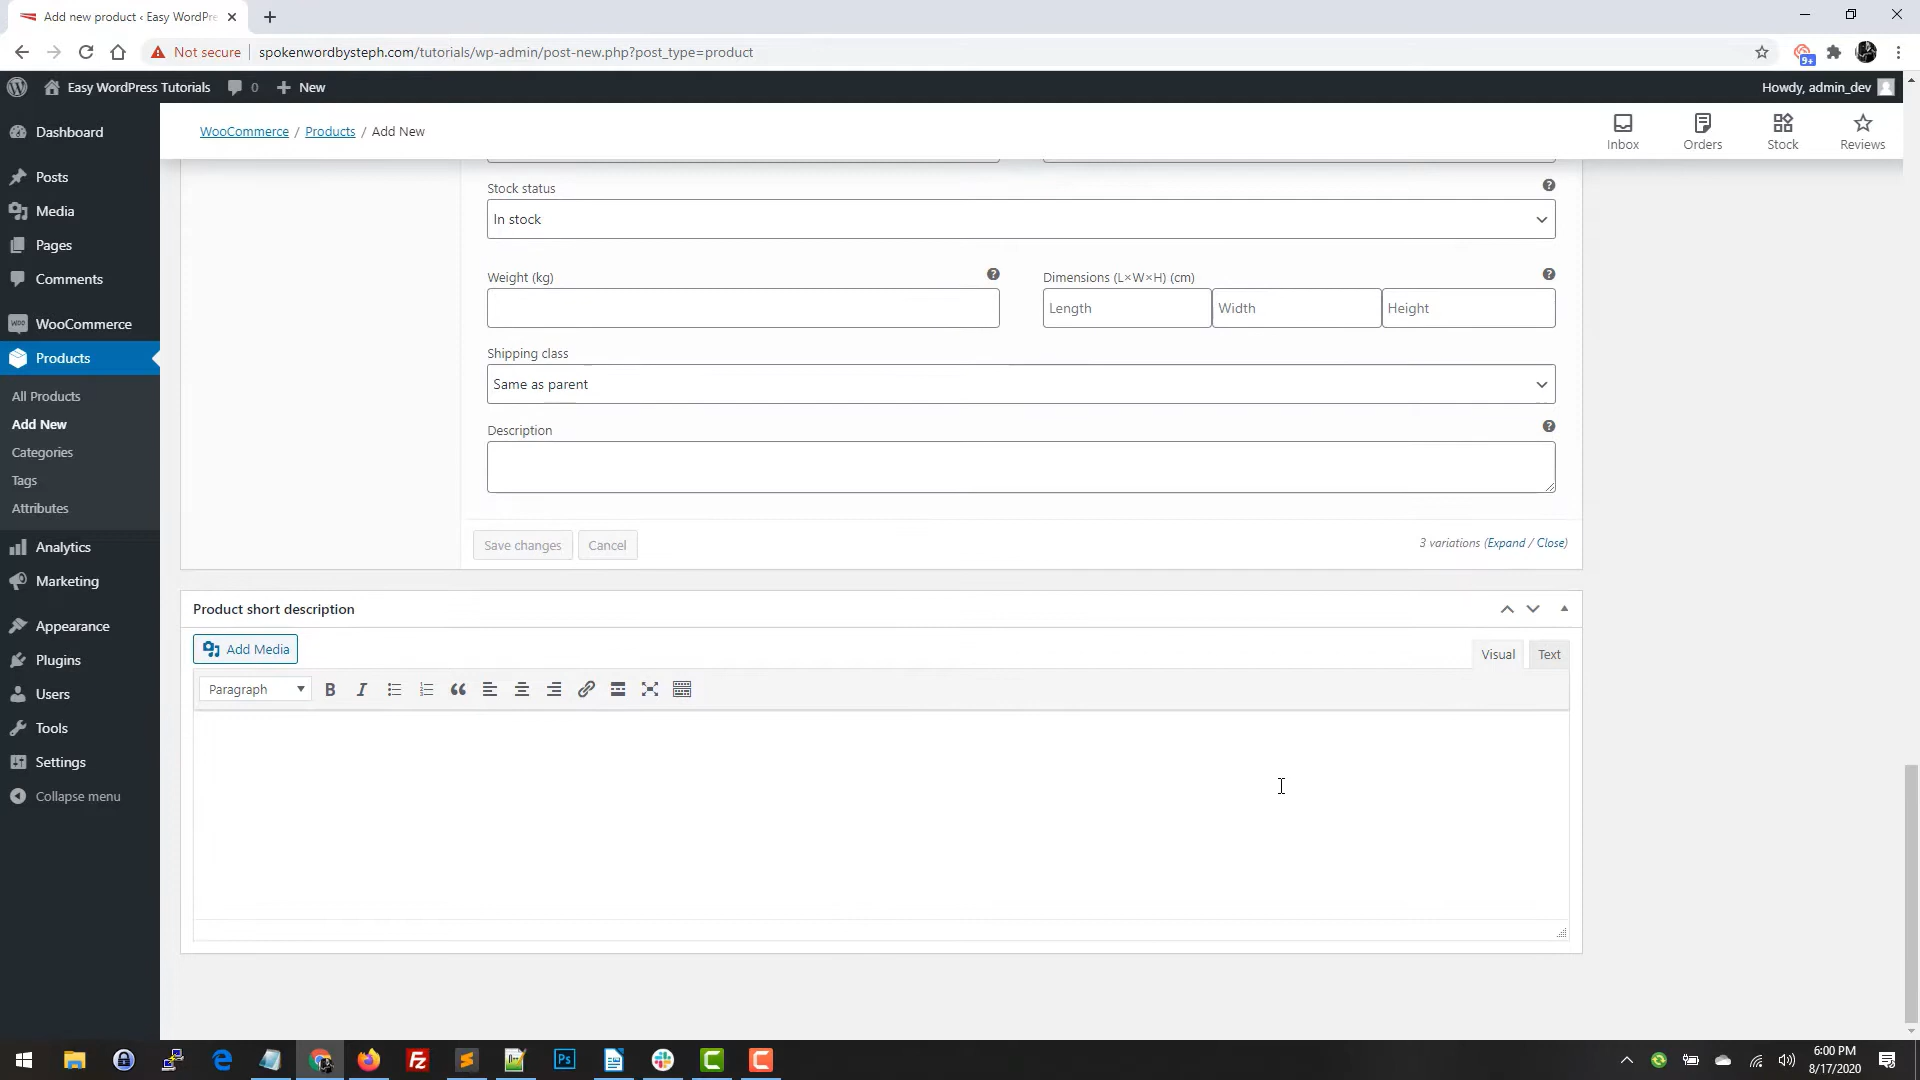 Add new product ‹ Easy WordPre
Not secure
spokenwordbysteph.com/tutorials/wp-admin/post-new.php?post_type=product
9+
Easy WordPress Tutorials
0
New
Howdy, admin_dev
Dashboard
Posts
Media
Pages
Comments
WooCommerce
Products
All Products
Add New
Categories
Tags
Attributes
Analytics
Marketing
Appearance
Plugins
Users
Tools
Settings
Collapse menu
WooCommerce / Products / Add New
Inbox
Orders
Stock
Reviews
Stock status
In stock
Weight (kg)
Dimensions (L×W×H) (cm)
Length
Width
Height
Shipping class
Same as parent
Description
Save changes
Cancel
3 variations (Expand / Close)
Product short description
Add Media
Visual
Text
Paragraph
B
I
6:00 PM
8/17/2020